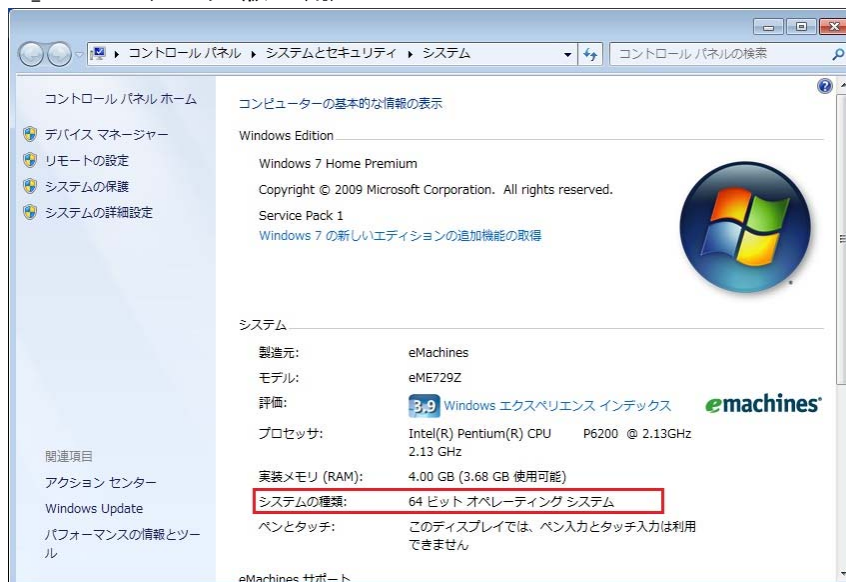 コントロール パネル ▸ システムとセキュリティ ▸ システム
コントロール パネルの検索
コントロール パネル ホーム
デバイス マネージャー
リモートの設定
システムの保護
システムの詳細設定
コンピューターの基本的な情報の表示
Windows Edition
Windows 7 Home Premium
Copyright © 2009 Microsoft Corporation. All rights reserved.
Service Pack 1
Windows 7 の新しいエディションの追加機能の取得
システム
製造元: eMachines
モデル: eME729Z
評価: 3.9 Windows エクスペリエンス インデックス
emachines
プロセッサ: Intel(R) Pentium(R) CPU P6200 @ 2.13GHz
2.13 GHz
実装メモリ (RAM): 4.00 GB (3.68 GB 使用可能)
システムの種類: 64 ビット オペレーティング システム
ペンとタッチ: このディスプレイでは、ペン入力とタッチ入力は利用
できません
eMachines サポート
関連項目
アクション センター
Windows Update
パフォーマンスの情報とツー
ル